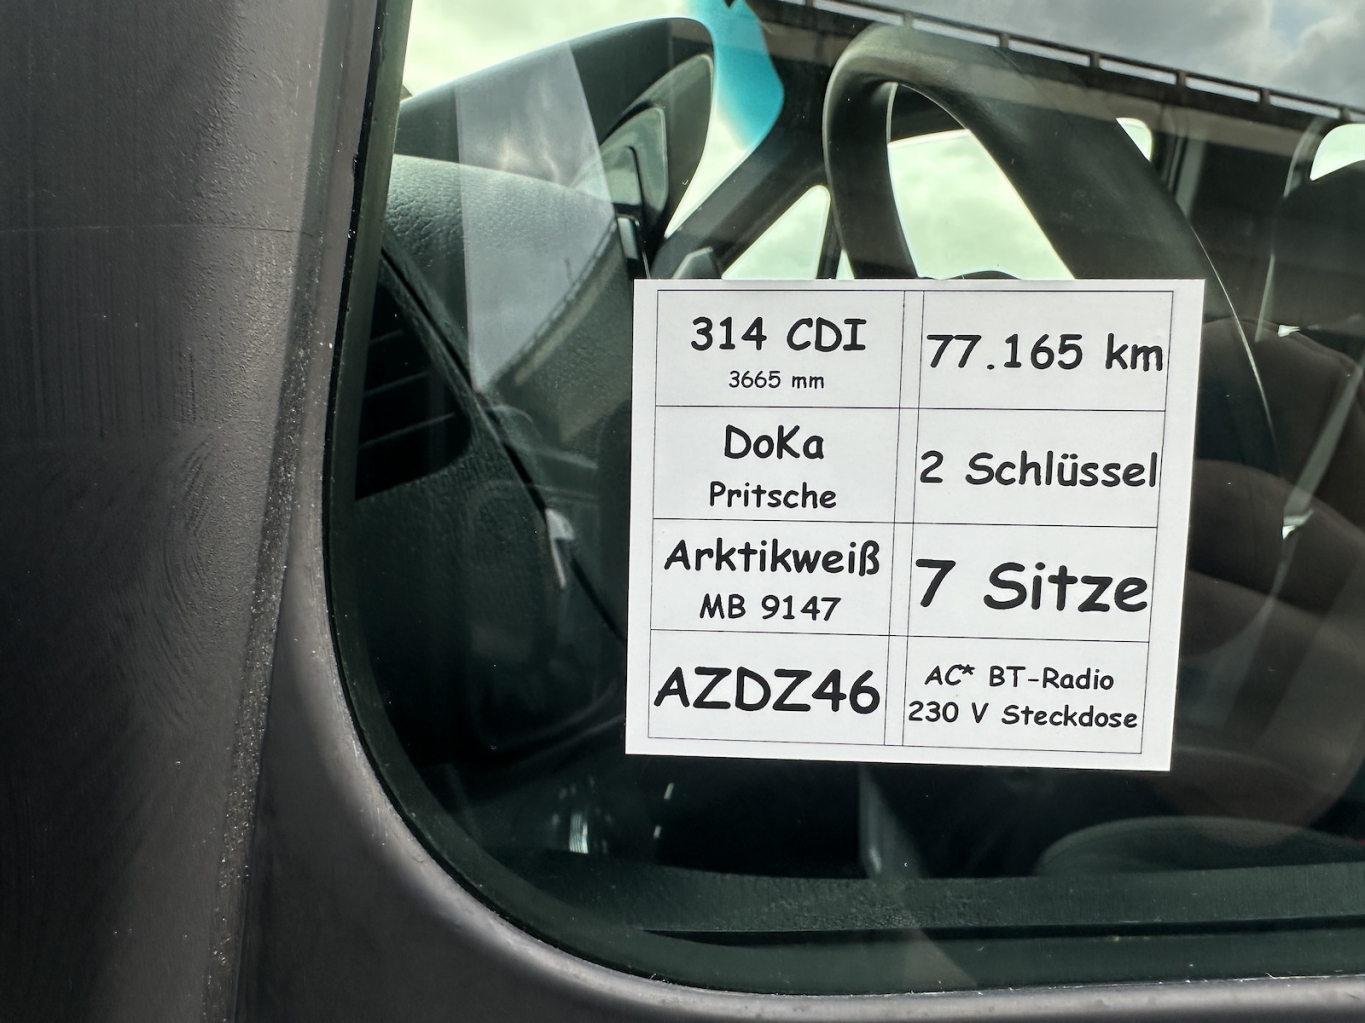 314 CDI
3665 mm
77.165 km
DoKa
Pritsche
2 Schlüssel
Arktikweiß
MB 9147
7 Sitze
AZDZ46
AC* BT-Radio
230 V Steckdose